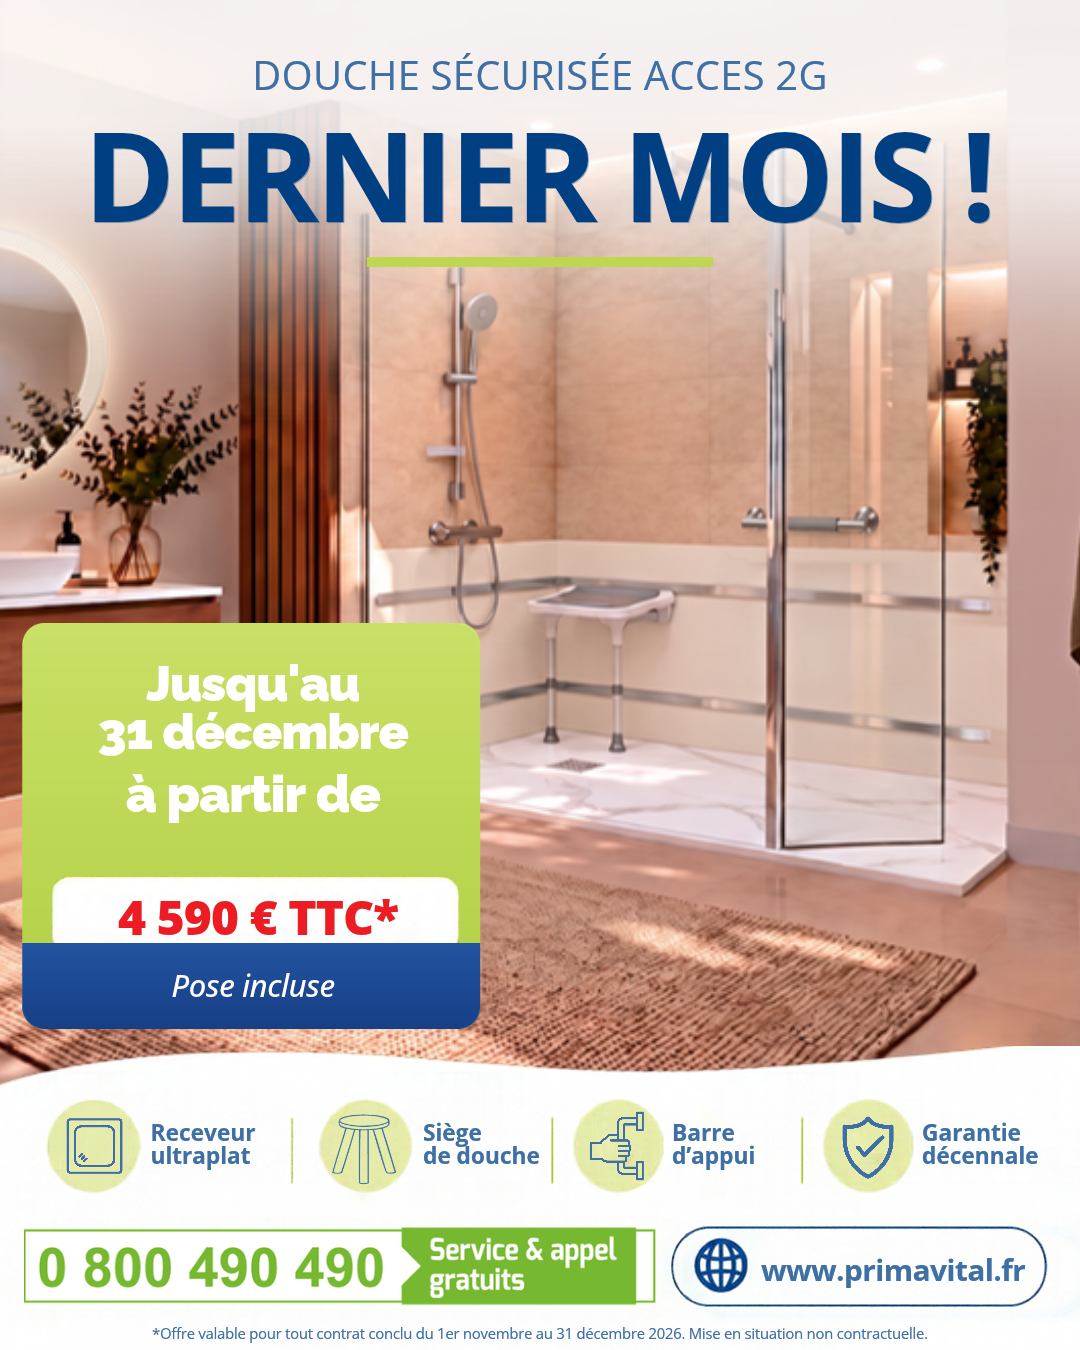 DOUCHE SÉCURISÉE ACCES 2G
DERNIER MOIS !
Jusqu'au
31 décembre
à partir de
4 590 € TTC*
Pose incluse
Receveur
ultraplat
Siège
de douche
Barre
d’appui
Garantie
décennale
0 800 490 490
Service & appel
gratuits
www.primavital.fr
*Offre valable pour tout contrat conclu du 1er novembre au 31 décembre 2026. Mise en situation non contractuelle.